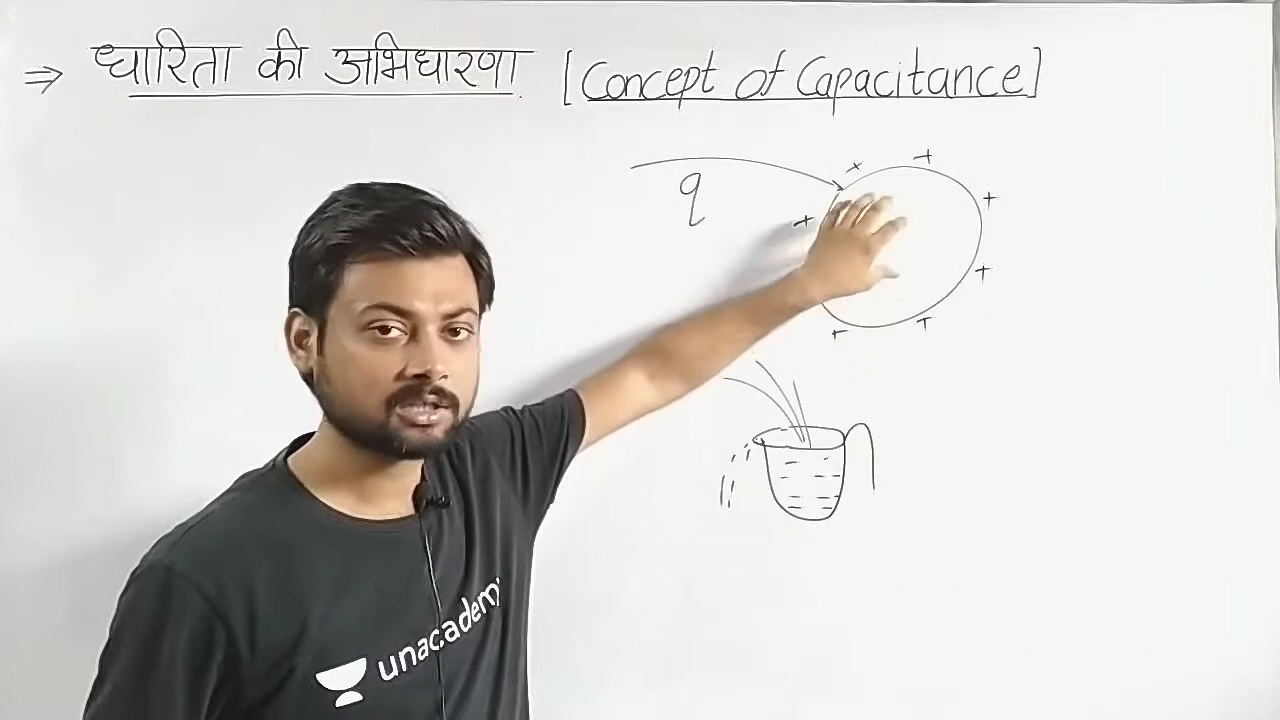 ⇒ धारिता की अभिधारणा [Concept of Capacitance]
q
unacademy